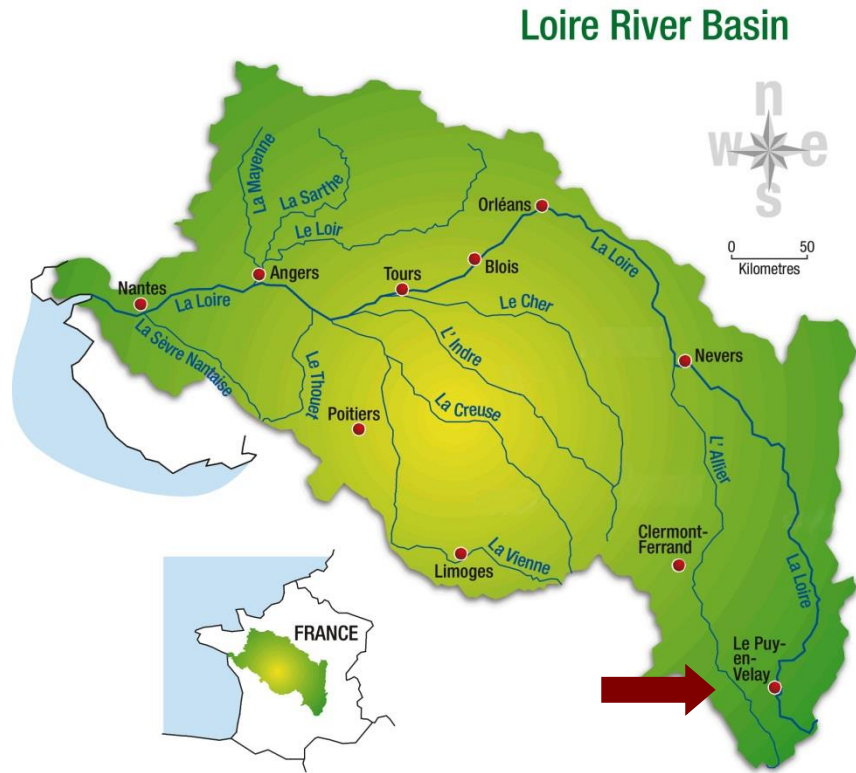 Loire River Basin
n
w e
s
0 50
Kilometres
La Mayenne
La Sarthe
Le Loir
Orléans
La Loire
Blois
Angers
Tours
Nantes
La Loire
Le Cher
La Sèvre Nantaise
Le Thouet
L' Indre
Nevers
La Creuse
Poitiers
L' Allier
Clermont-
Ferrand
La Vienne
Limoges
La Loire
FRANCE
Le Puy-
en-
Velay